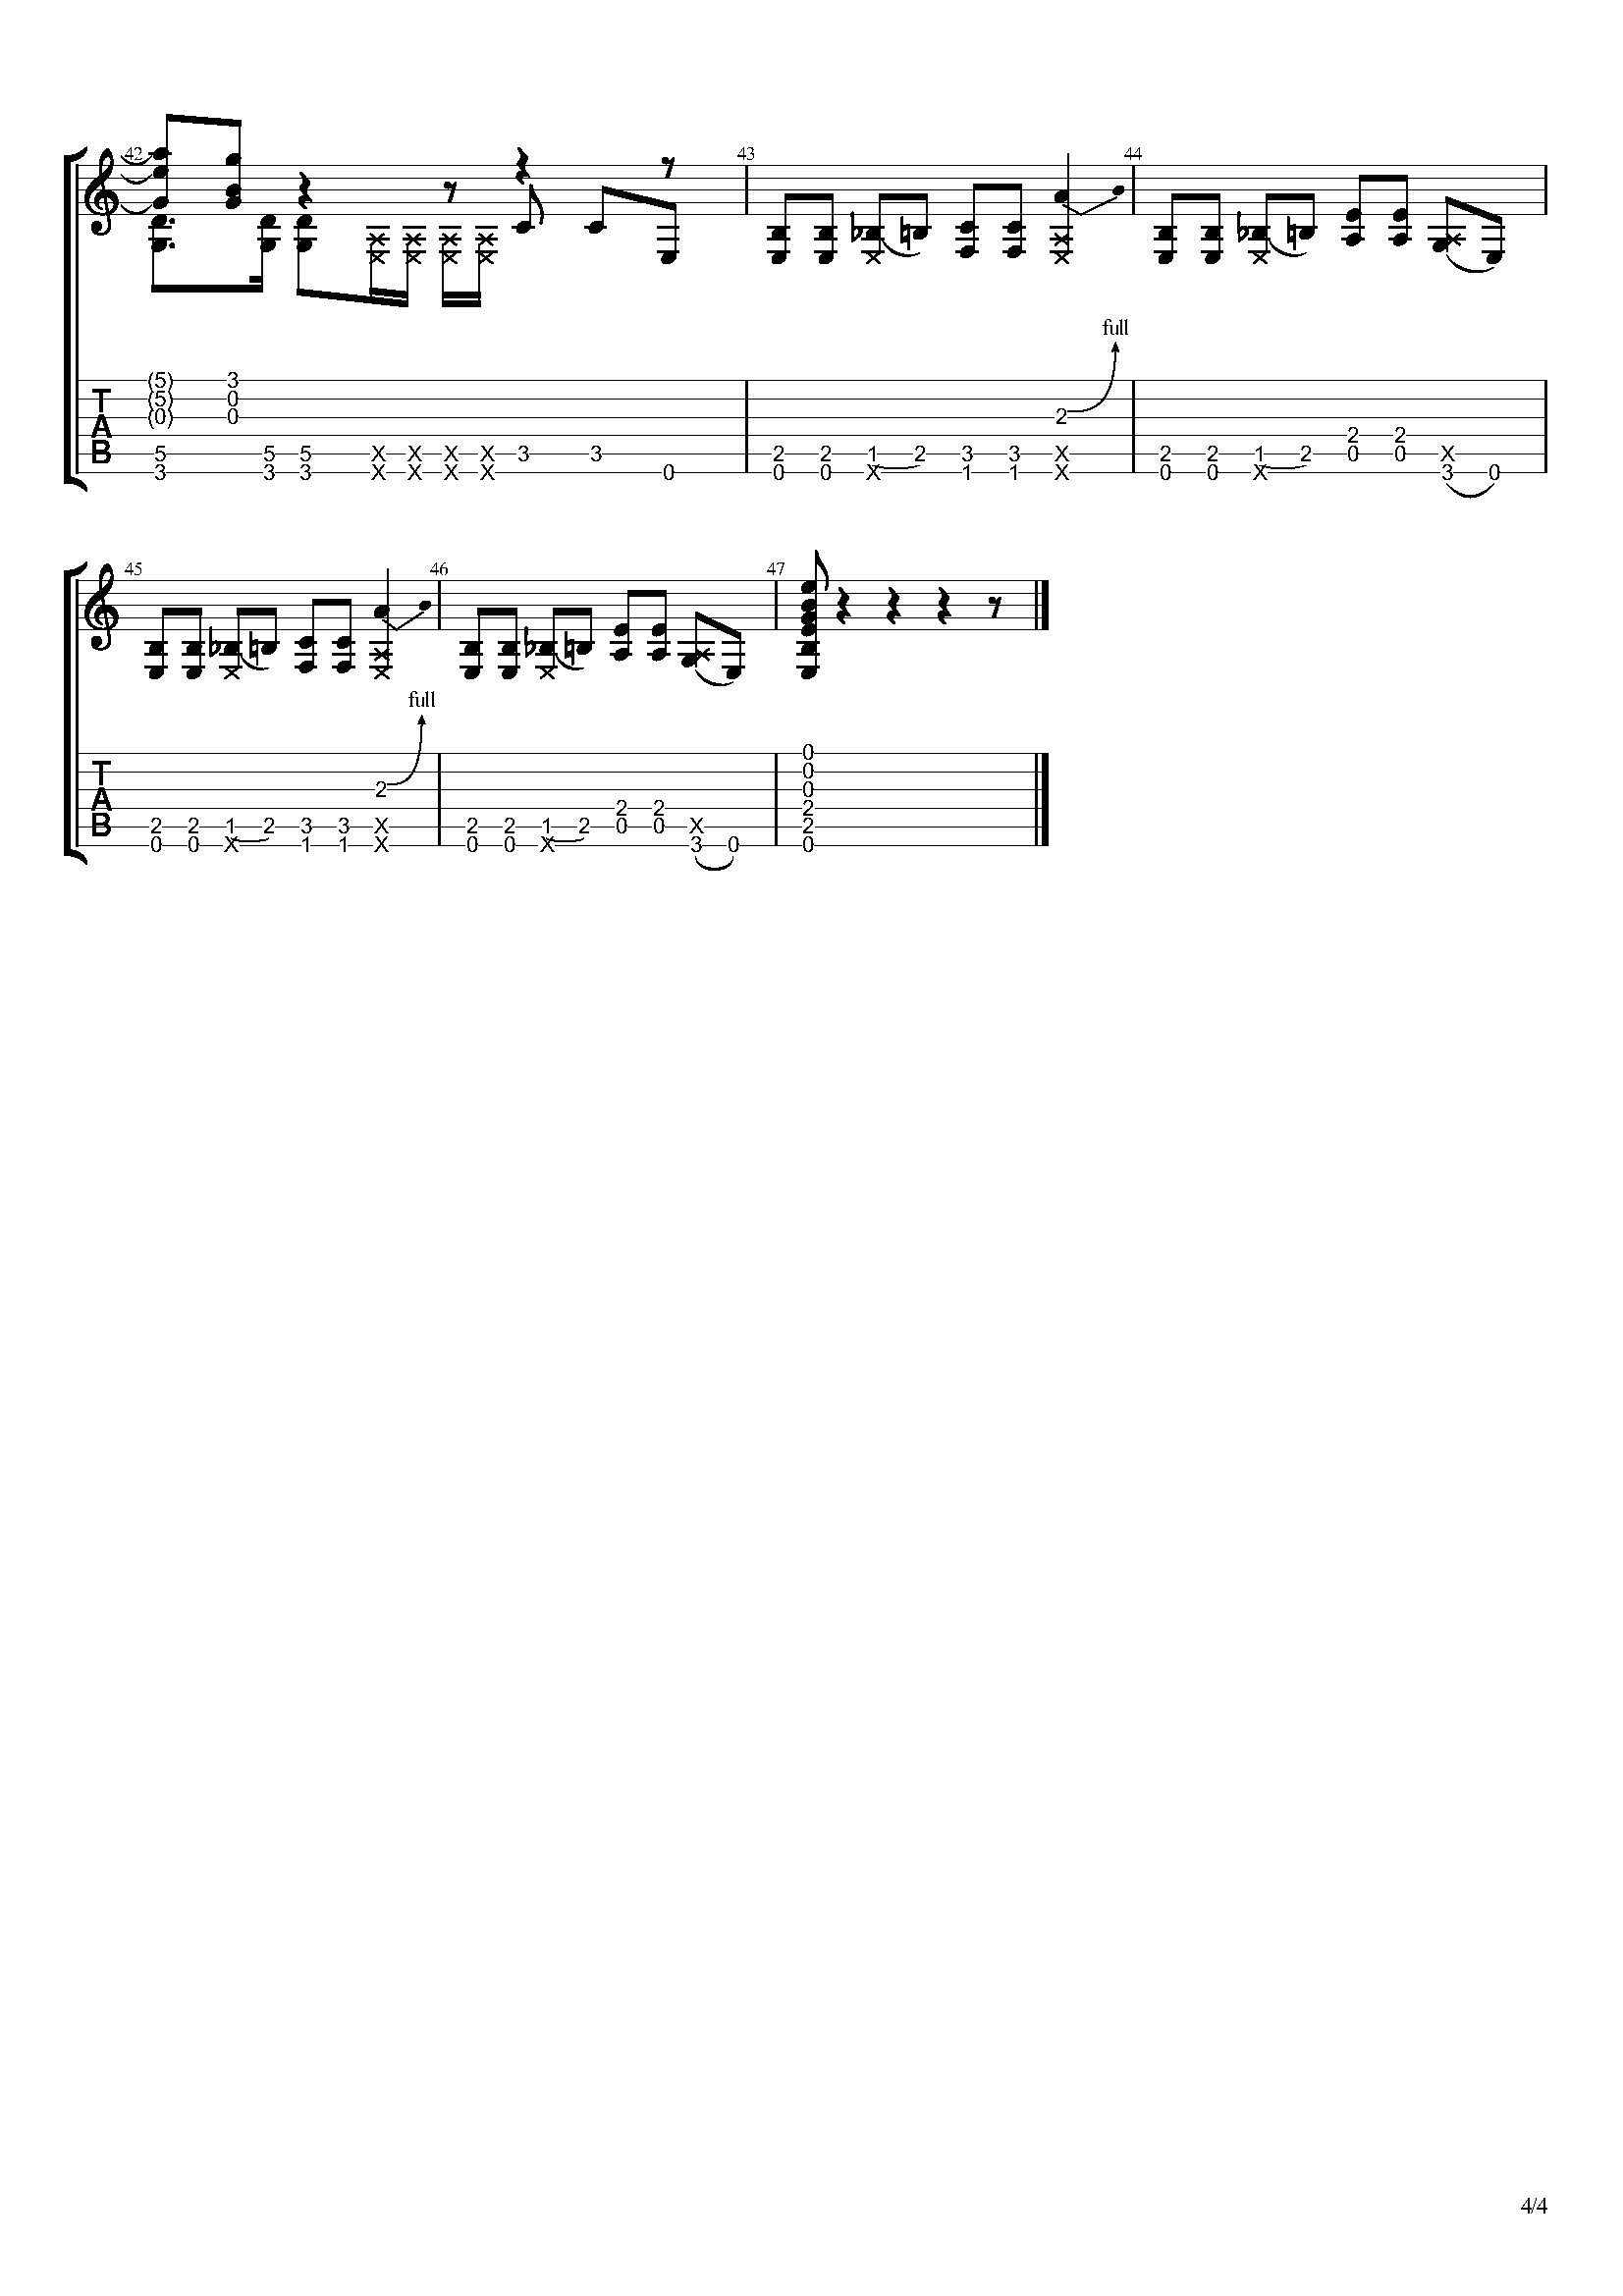 42 43 44
full
(5) 3
(5) 0
(0) 0 2
2 2
5 5 5 X X X X 3 3 2 2 1 2 3 3 X 2 2 1 2 0 0 X
3 3 3 X X X X 0 0 0 X 1 1 X 0 0 X 3 0
TAB
45 46 47
full
0
0
2 0
2 2 2
2 2 1 2 3 3 X 2 2 1 2 0 0 X 2
0 0 X 1 1 X 0 0 X 3 0 0
TAB
4/4